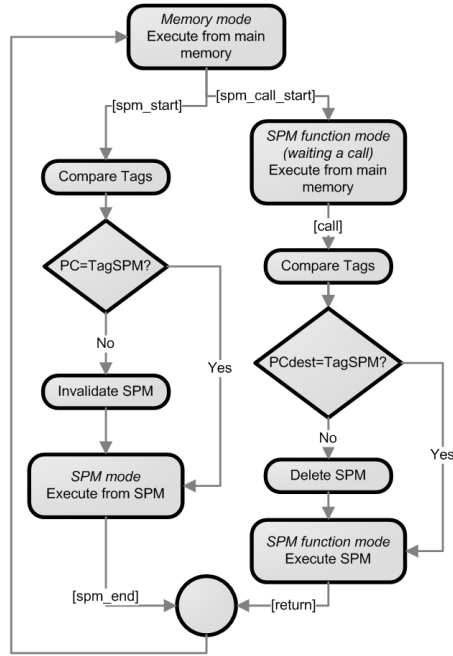 Memory mode
Execute from main
memory
[spm_start]
[spm_call_start]
SPM function mode
(waiting a call)
Execute from main
memory
Compare Tags
[call]
PC=TagSPM?
Compare Tags
No
Yes
PCdest=TagSPM?
Invalidate SPM
No
Yes
SPM mode
Execute from SPM
Delete SPM
SPM function mode
Execute SPM
[spm_end]
[return]